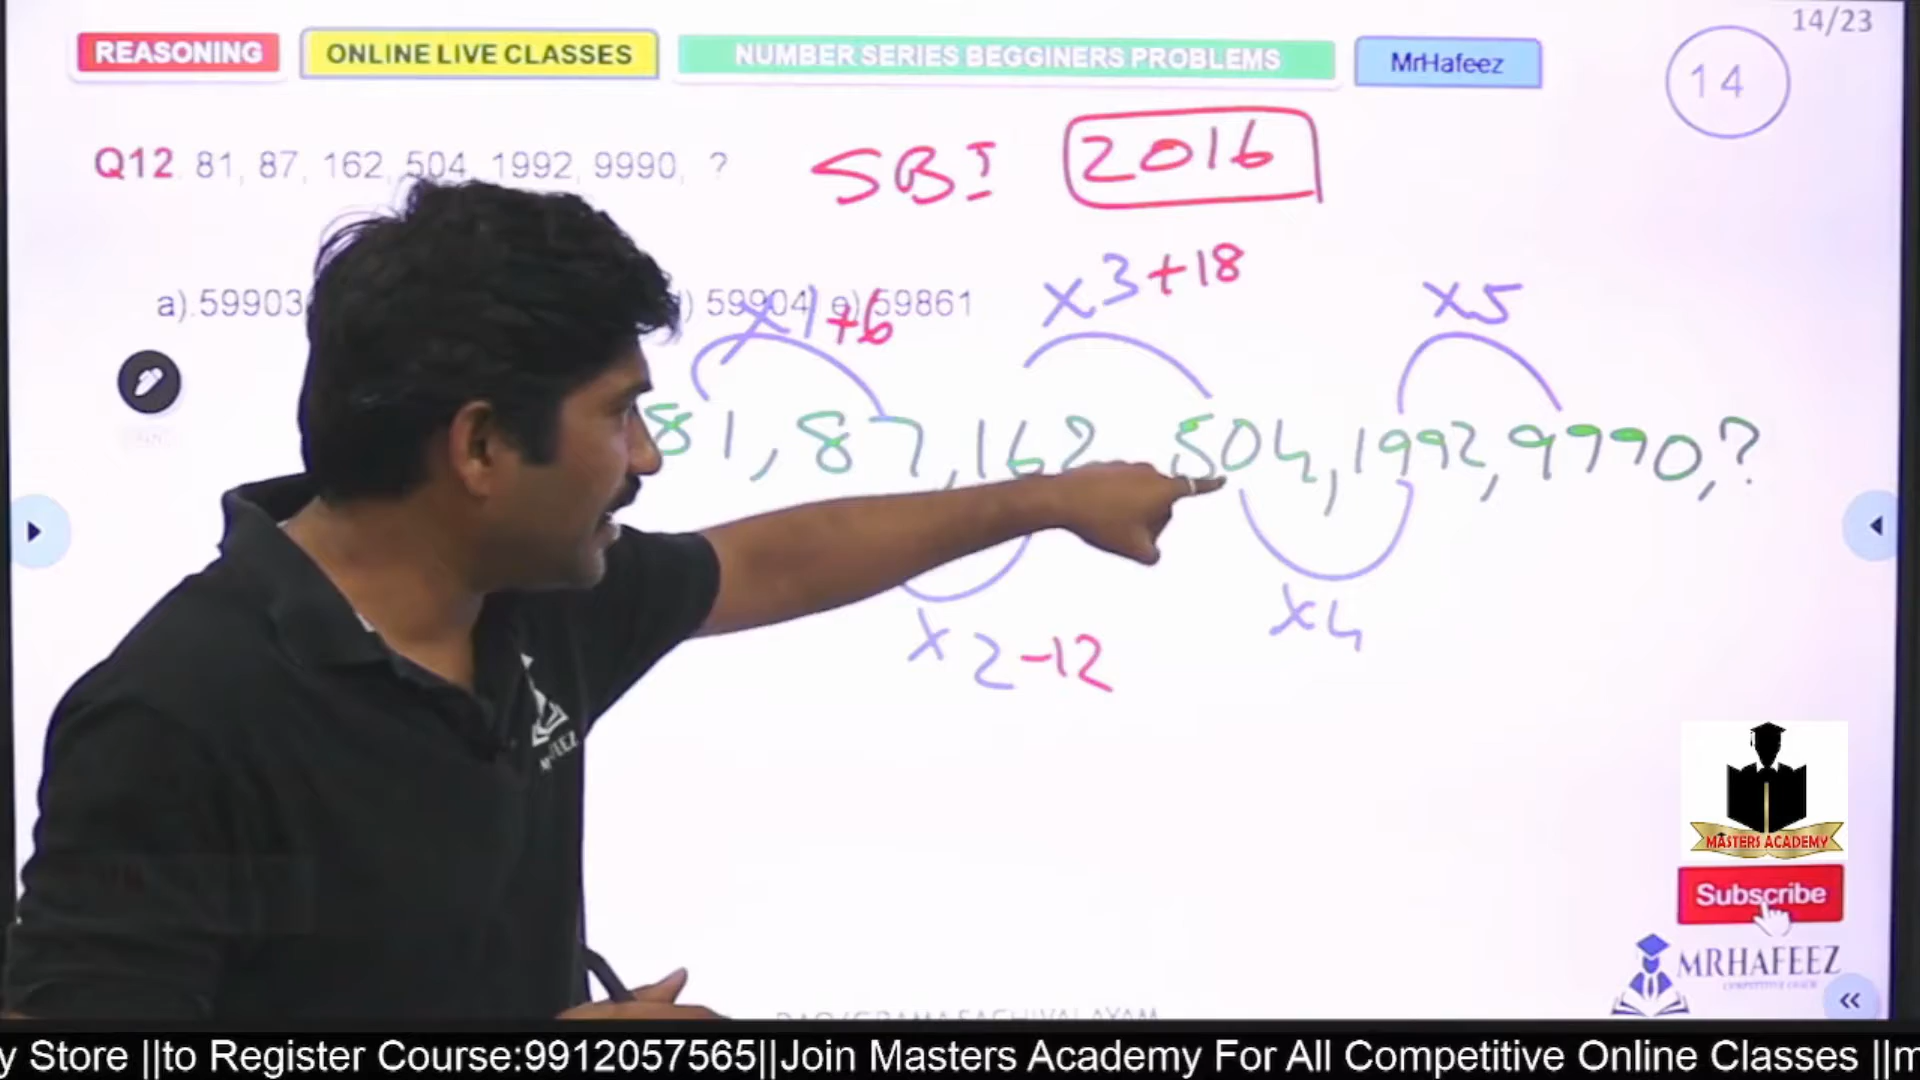 14/23
REASONING
ONLINE LIVE CLASSES
NUMBER SERIES BEGGINERS PROBLEMS
MrHafeez
14
Q12. 81, 87, 162, 504, 1992, 9990, ?
SBI 2016
x3+18
x5
a).59903
) 59904 e) 59861
x1+6
81, 87, 162 504, 1992, 9990, ?
x4
x2-12
MASTERS ACADEMY
Subscribe
MRHAFEEZ
y Store ||to Register Course:9912057565||Join Masters Academy For All Competitive Online Classes ||m